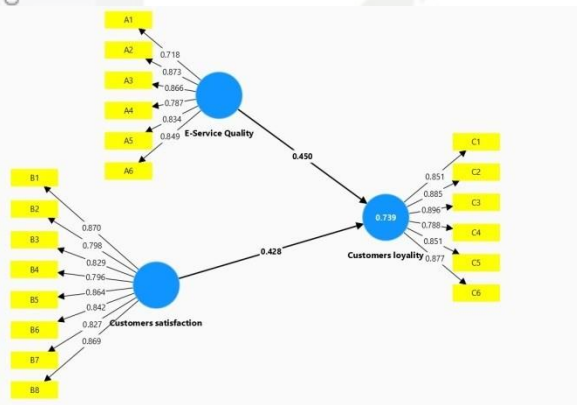 A1
A2
A3
A4
A5
A6
0.718
0.873
0.866
0.787
0.834
0.849
E-Service Quality
0.450
B1
B2
B3
B4
B5
B6
B7
B8
0.870
0.798
0.829
0.796
0.864
0.842
0.827
0.869
Customers satisfaction
0.428
0.739
Customers loyality
0.851
0.885
0.896
0.788
0.851
0.877
C1
C2
C3
C4
C5
C6